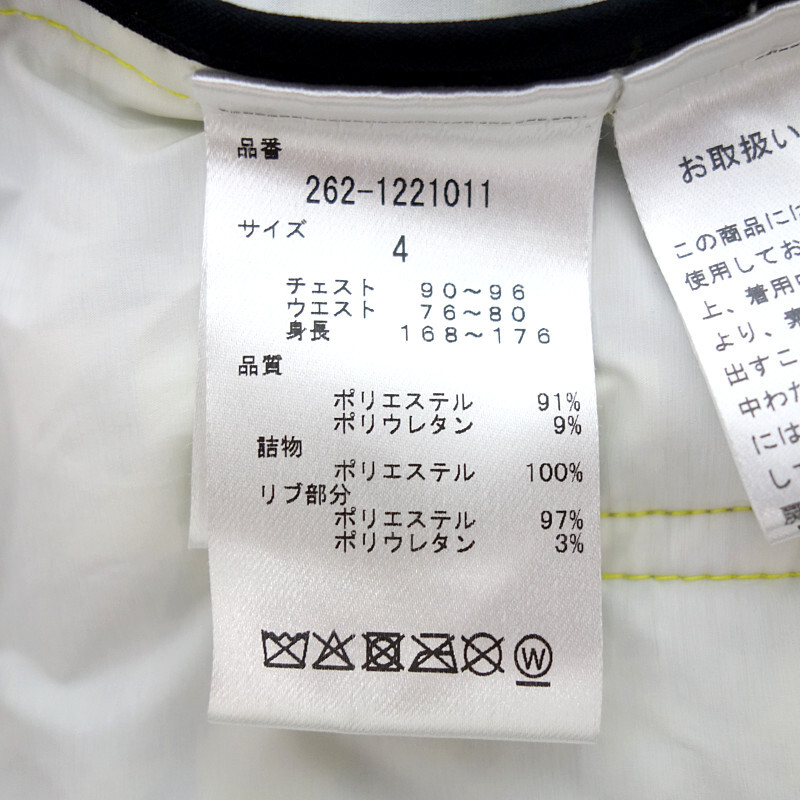 品番
262-1221011
サイズ
4
チェスト 90～96
ウエスト 76～80
身長 168～176
品質
ポリエステル 91%
ポリウレタン 9%
詰物
ポリエステル 100%
リブ部分
ポリエステル 97%
ポリウレタン 3%
W
お取扱い
この商品には
使用してお
上、着用
より、
出すこ
中わた
には
して